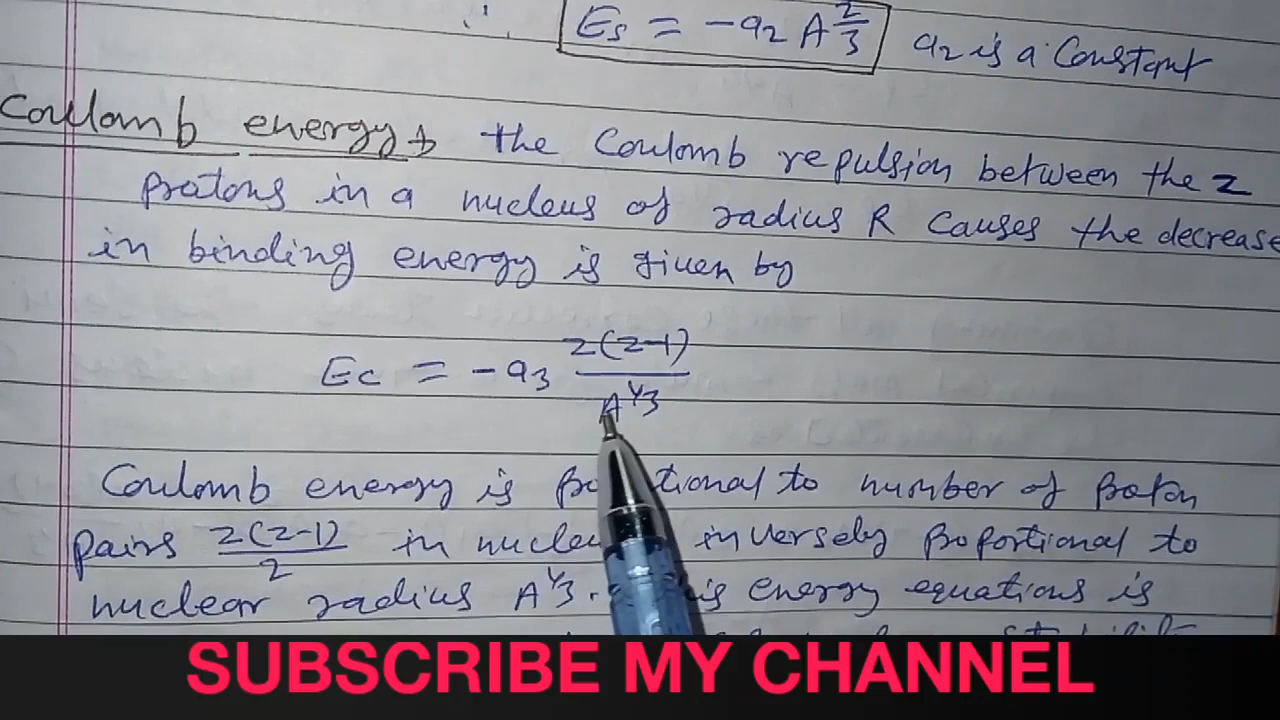 ∴ Es = -a2 A^2/3 a2 is a Constant
Coulomb energy → the Coulomb repulsion between the Z
protons in a nucleus of radius R causes the decrease
in binding energy is given by
Ec = -a3 Z(Z-1)/A^1/3
Coulomb energy is tional to number of proton
pairs Z(Z-1)/2 in nucleu inversely proportional to
nuclear radius A^1/3. is energy equations is
SUBSCRIBE MY CHANNEL